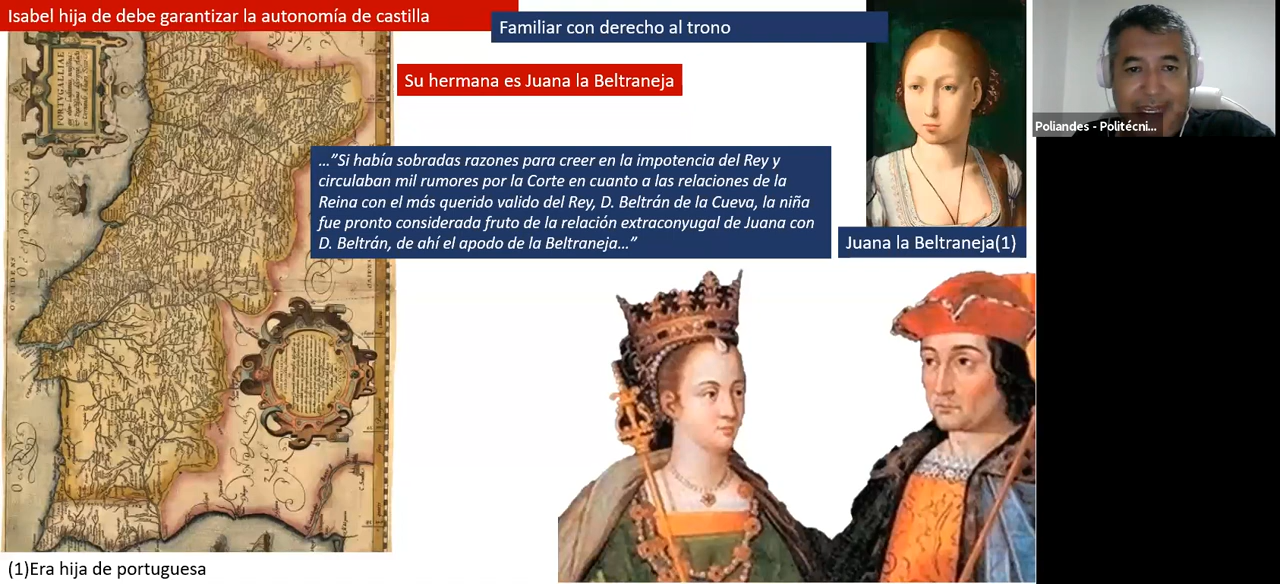 Isabel hija de debe garantizar la autonomía de castilla
Familiar con derecho al trono
Su hermana es Juana la Beltraneja
PORTVGALLIAE
Poliandes - Politécni...
..."Si había sobradas razones para creer en la impotencia del Rey y
circulaban mil rumores por la Corte en cuanto a las relaciones de la
Reina con el más querido valido del Rey, D. Beltrán de la Cueva, la niña
fue pronto considerada fruto de la relación extraconyugal de Juana con
D. Beltrán, de ahí el apodo de la Beltraneja..."
Juana la Beltraneja(1)
(1)Era hija de portuguesa